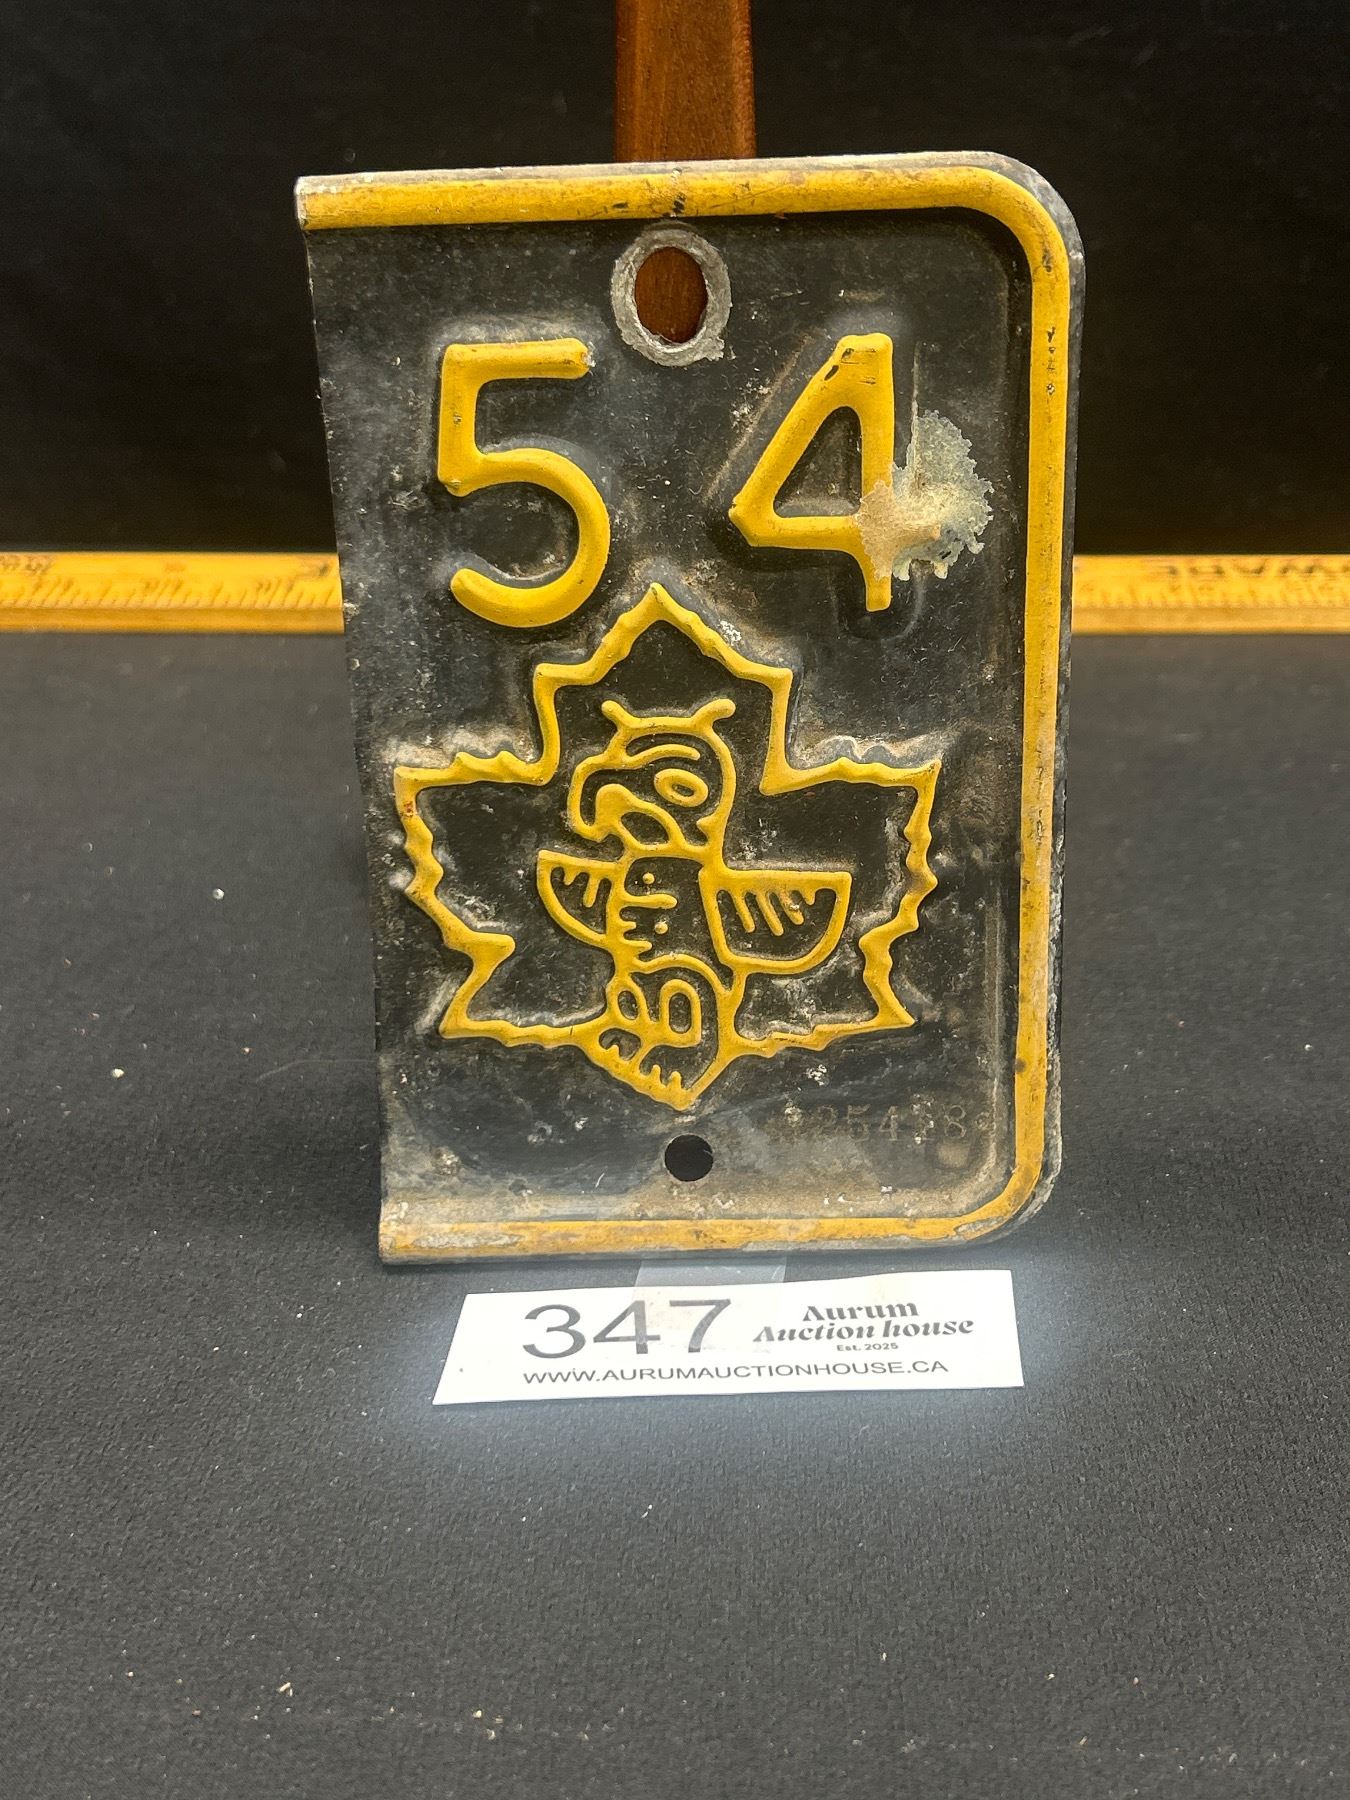 54
347
Aurum
Auction house
Est. 2025
WWW.AURUMAUCTIONHOUSE.CA